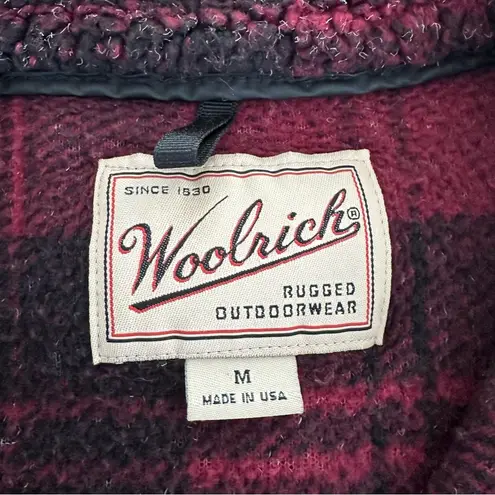 SINCE 1830
Woolrich®
RUGGED
OUTDOORWEAR
M
MADE IN USA